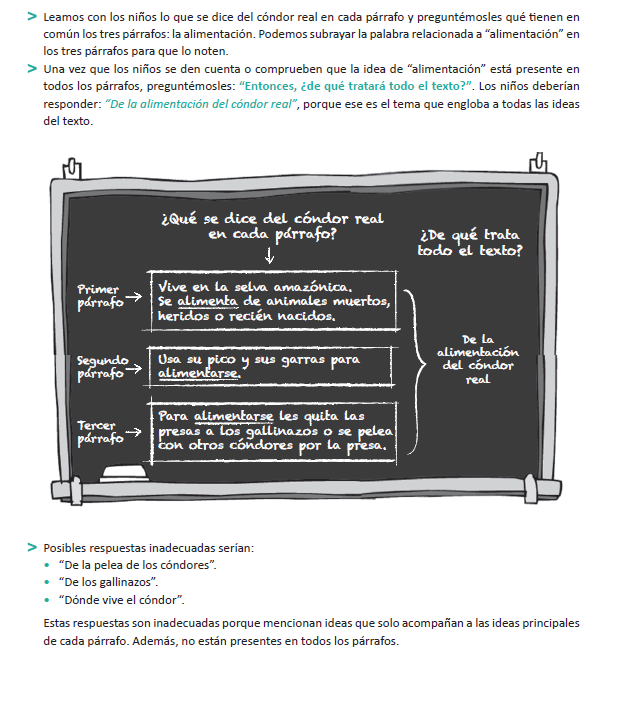 > Leamos con los niños lo que se dice del cóndor real en cada párrafo y preguntémosles qué tienen en
común los tres párrafos: la alimentación. Podemos subrayar la palabra relacionada a “alimentación” en
los tres párrafos para que lo noten.
> Una vez que los niños se den cuenta o comprueben que la idea de “alimentación” está presente en
todos los párrafos, preguntémosles: “Entonces, ¿de qué tratará todo el texto?”. Los niños deberían
responder: “De la alimentación del cóndor real”, porque ese es el tema que engloba a todas las ideas
del texto.
¿Qué se dice del cóndor real
en cada párrafo?
¿De qué trata
todo el texto?
Primer
párrafo
Vive en la selva amazónica.
Se alimenta de animales muertos,
heridos o recién nacidos.
Segundo
párrafo
Usa su pico y sus garras para
alimentarse.
Tercer
párrafo
Para alimentarse les quita las
presas a los gallinazos o se pelea
con otros cóndores por la presa.
De la
alimentación
del cóndor
real
> Posibles respuestas inadecuadas serían:
• “De la pelea de los cóndores”.
• “De los gallinazos”.
• “Dónde vive el cóndor”.
Estas respuestas son inadecuadas porque mencionan ideas que solo acompañan a las ideas principales
de cada párrafo. Además, no están presentes en todos los párrafos.